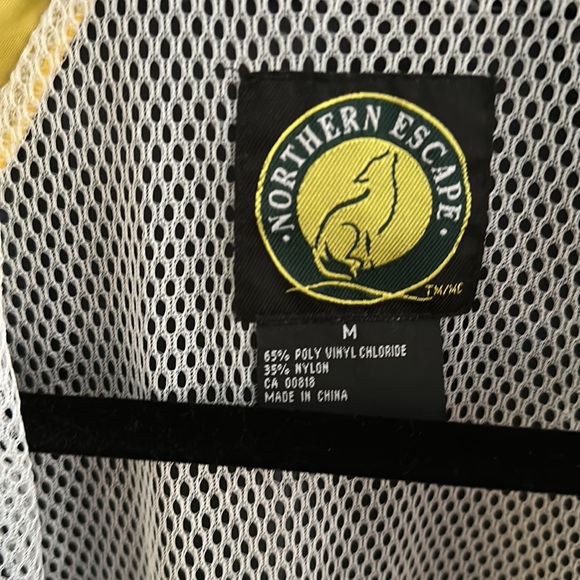 · NORTHERN ESCAPE ·
TM/MC
M
65% POLY VINYL CHLORIDE
35% NYLON
CA 00818
MADE IN CHINA